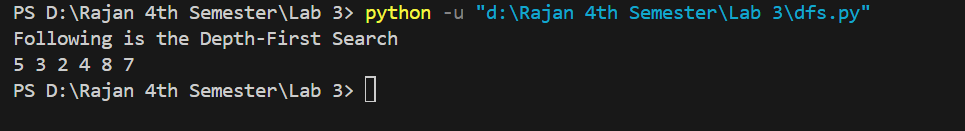 PS D:\Rajan 4th Semester\Lab 3> python -u "d:\Rajan 4th Semester\Lab 3\dfs.py"
Following is the Depth-First Search
5 3 2 4 8 7
PS D:\Rajan 4th Semester\Lab 3>